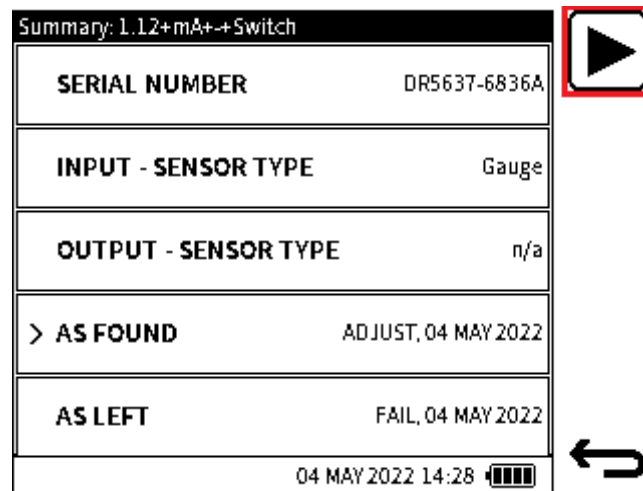 Summary: 1.12+mA+-+Switch
SERIAL NUMBER DR5637-6836A
INPUT - SENSOR TYPE Gauge
OUTPUT - SENSOR TYPE n/a
> AS FOUND ADJUST, 04 MAY 2022
AS LEFT FAIL, 04 MAY 2022
04 MAY 2022 14:28